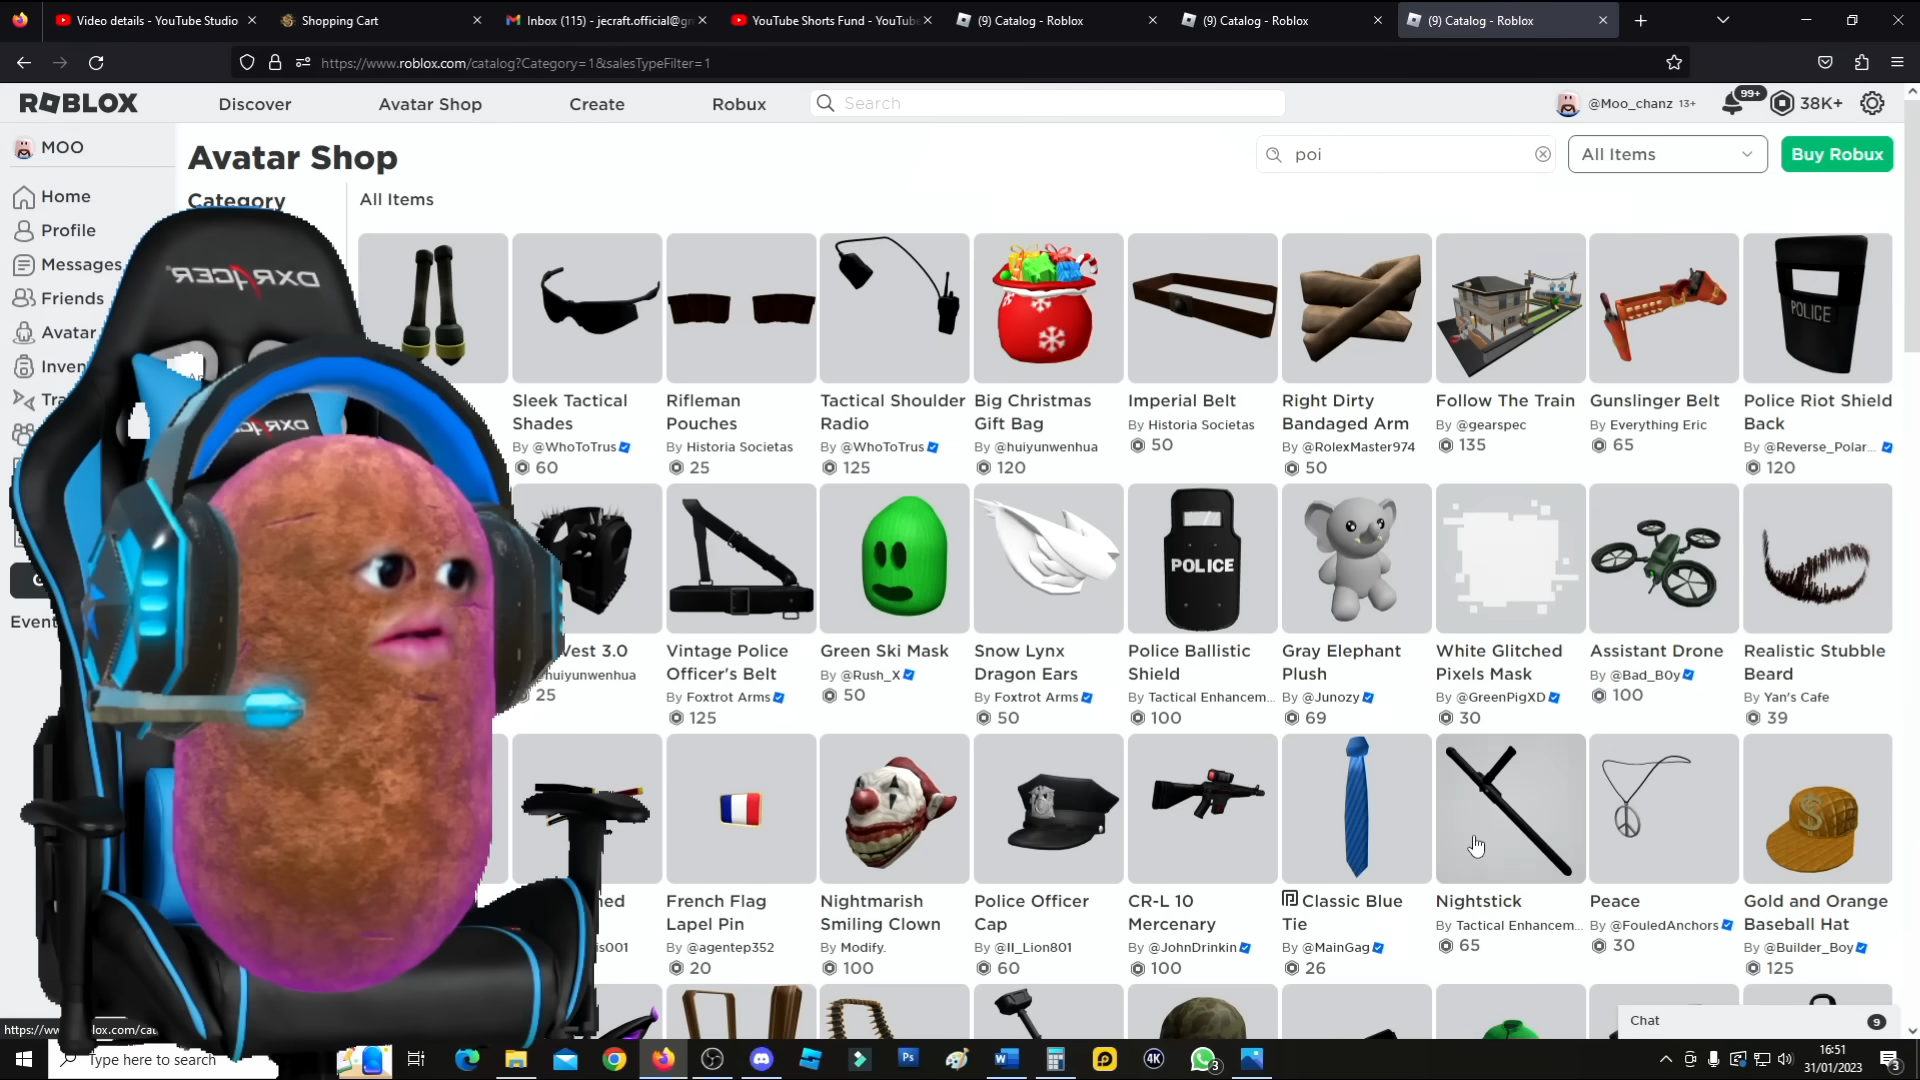 Video details - YouTube Studio
Shopping Cart
Inbox (115) - jecraft.official@gm
YouTube Shorts Fund - YouTube
(9) Catalog - Roblox
(9) Catalog - Roblox
(9) Catalog - Roblox
https://www.roblox.com/catalog?Category=1&salesTypeFilter=1
ROBLOX
Discover
Avatar Shop
Create
Robux
Search
@Moo_chanz 13+
99+
38K+
MOO
Avatar Shop
poi
All Items
Buy Robux
Home
Category
All Items
Profile
Messages
Friends
Avatar
Inven
Tra
Event
DXRACER
DXRACER
POLICE
Sleek Tactical Shades
By @WhoToTrus
60
Rifleman Pouches
By Historia Societas
25
Tactical Shoulder Radio
By @WhoToTrus
125
Big Christmas Gift Bag
By @huiyunwenhua
120
Imperial Belt
By Historia Societas
50
Right Dirty Bandaged Arm
By @RolexMaster974
50
Follow The Train
By @gearspec
135
Gunslinger Belt
By Everything Eric
65
Police Riot Shield Back
By @Reverse_Polar...
120
POLICE
Vest 3.0
huiyunwenhua
25
Vintage Police Officer's Belt
By Foxtrot Arms
125
Green Ski Mask
By @Rush_X
50
Snow Lynx Dragon Ears
By Foxtrot Arms
50
Police Ballistic Shield
By Tactical Enhancem...
100
Gray Elephant Plush
By @Junozy
69
White Glitched Pixels Mask
By @GreenPigXD
30
Assistant Drone
By @Bad_B0y
100
Realistic Stubble Beard
By Yan's Cafe
39
ned
is001
French Flag Lapel Pin
By @agentep352
20
Nightmarish Smiling Clown
By Modify.
100
Police Officer Cap
By @II_Lion801
60
CR-L 10 Mercenary
By @JohnDrinkin
100
Classic Blue Tie
By @MainGag
26
Nightstick
By Tactical Enhancem...
65
Peace
By @FouledAnchors
30
Gold and Orange Baseball Hat
By @Builder_Boy
125
Chat
9
Type here to search
Ps
4K
3
16:51
31/01/2023
3